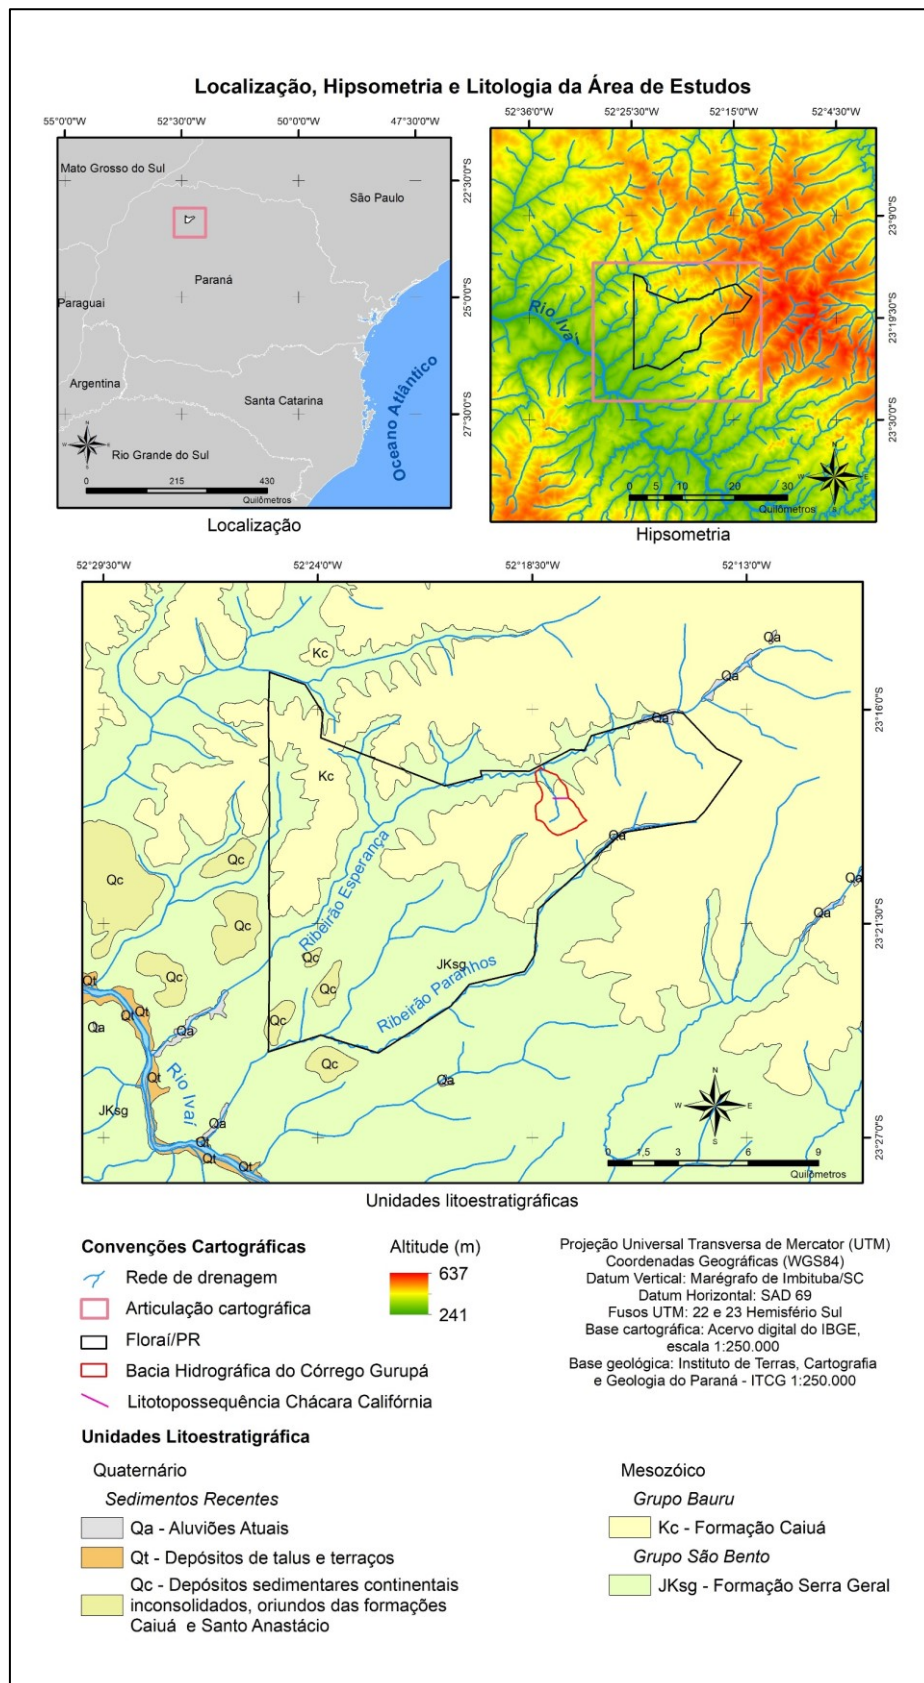 Localização, Hipsometria e Litologia da Área de Estudos
55°0'0"W 52°30'0"W 50°0'0"W 47°30'0"W
22°30'0"S
25°0'0"S
27°30'0"S
Mato Grosso do Sul
São Paulo
Paraná
Paraguai
Argentina
Santa Catarina
Oceano Atlântico
Rio Grande do Sul
N
W E
S
0 215 430
Quilômetros
Localização
52°36'0"W 52°25'30"W 52°15'0"W 52°4'30"W
23°9'0"S
23°19'30"S
23°30'0"S
Rio Ivaí
N
W E
S
0 5 10 20 30
Quilômetros
Hipsometria
52°29'30"W 52°24'0"W 52°18'30"W 52°13'0"W
23°16'0"S
23°21'30"S
23°27'0"S
Kc
Qa
Qa
Qa
Kc
Qa
Qc
Qc
Qa
Qa
Qc
Ribeirão Esperança
JKsg
Qc
Qc
Qc
Ribeirão Paranhos
Qt
Qt
Qt
Qa
Qa
Qc
Qc
Qt
Rio Ivaí
Qa
JKsg
Qa
Qt
Qt
Qt
N
W E
S
0 1,5 3 6 9
Quilômetros
Unidades litoestratigráficas
Convenções Cartográficas
Rede de drenagem
Articulação cartográfica
Floraí/PR
Bacia Hidrográfica do Córrego Gurupá
Litotopossequência Chácara Califórnia
Altitude (m)
637
241
Projeção Universal Transversa de Mercator (UTM)
Coordenadas Geográficas (WGS84)
Datum Vertical: Marégrafo de Imbituba/SC
Datum Horizontal: SAD 69
Fusos UTM: 22 e 23 Hemisfério Sul
Base cartográfica: Acervo digital do IBGE,
escala 1:250.000
Base geológica: Instituto de Terras, Cartografia
e Geologia do Paraná - ITCG 1:250.000
Unidades Litoestratigráfica
Quaternário
Sedimentos Recentes
Qa - Aluviões Atuais
Qt - Depósitos de talus e terraços
Qc - Depósitos sedimentares continentais
inconsolidados, oriundos das formações
Caiuá e Santo Anastácio
Mesozóico
Grupo Bauru
Kc - Formação Caiuá
Grupo São Bento
JKsg - Formação Serra Geral